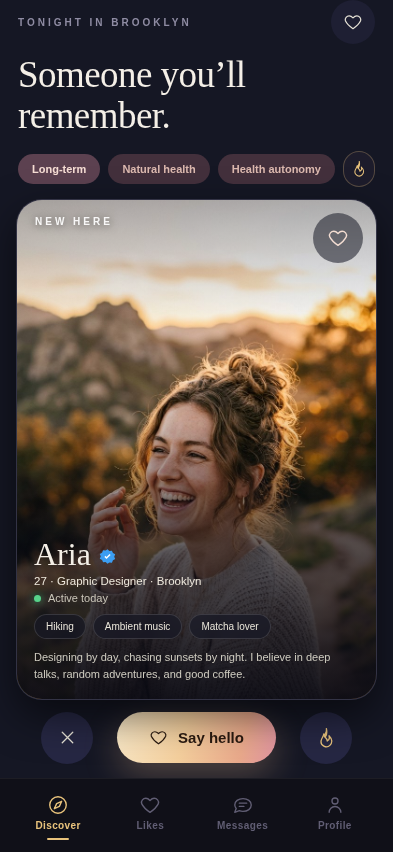 TONIGHT IN BROOKLYN
Someone you’ll
remember.
Long-term
Natural health
Health autonomy
NEW HERE
Aria
27 · Graphic Designer · Brooklyn
Active today
Hiking
Ambient music
Matcha lover
Designing by day, chasing sunsets by night. I believe in deep
talks, random adventures, and good coffee.
Say hello
Discover
Likes
Messages
Profile